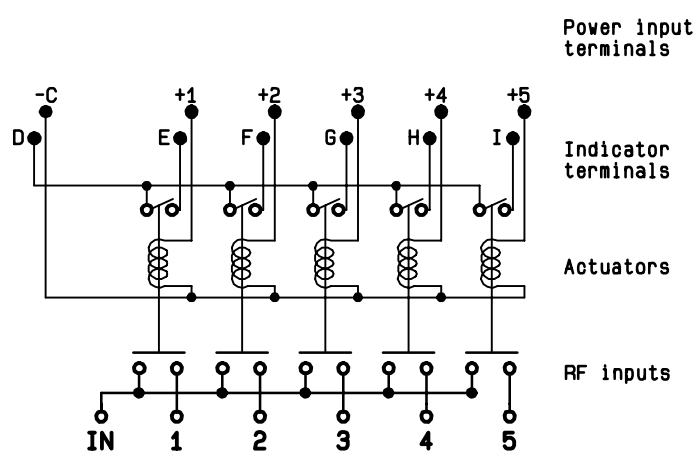 Power input
terminals
-C +1 +2 +3 +4 +5
D E F G H I
Indicator
terminals
Actuators
RF inputs
IN 1 2 3 4 5